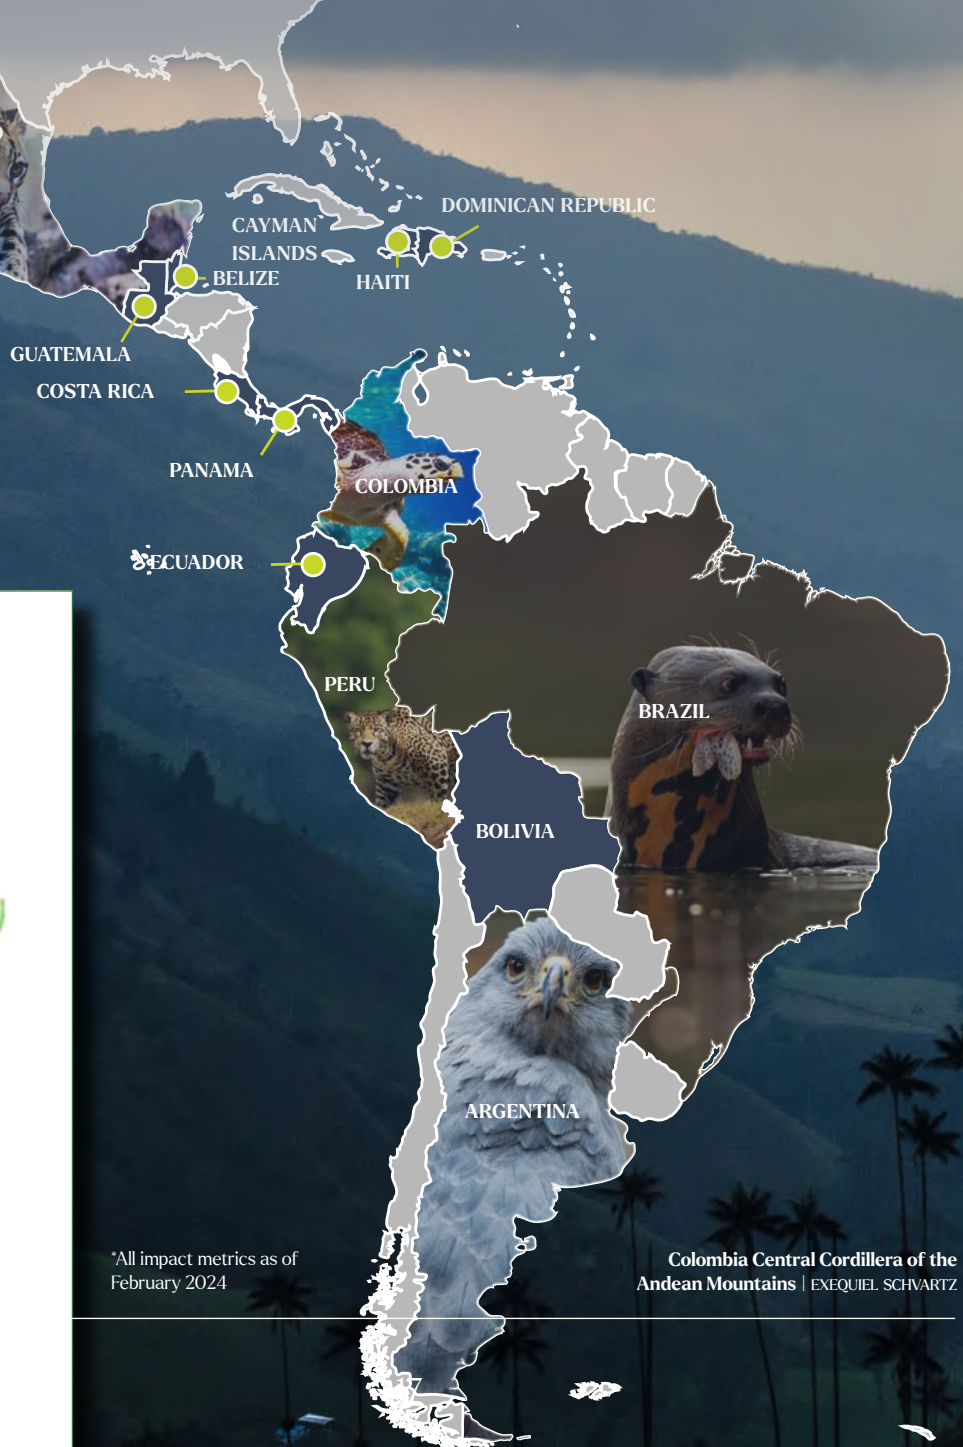 DOMINICAN REPUBLIC
CAYMAN
ISLANDS
HAITI
BELIZE
GUATEMALA
COSTA RICA
PANAMA
COLOMBIA
ECUADOR
PERU
BRAZIL
BOLIVIA
ARGENTINA
*All impact metrics as of
February 2024
Colombia Central Cordillera of the
Andean Mountains | EXEQUIEL SCHVARTZ